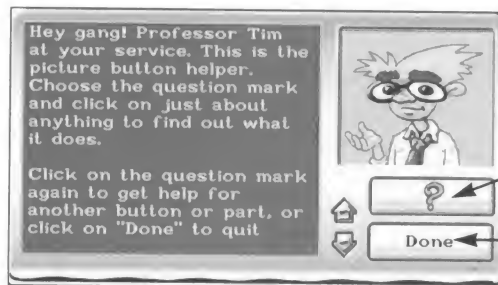 Hey gang! Professor Tim
at your service. This is the
picture button helper.
Choose the question mark
and click on just about
anything to find out what
it does.
Click on the question mark
again to get help for
another button or part, or
click on "Done" to quit
?
Done